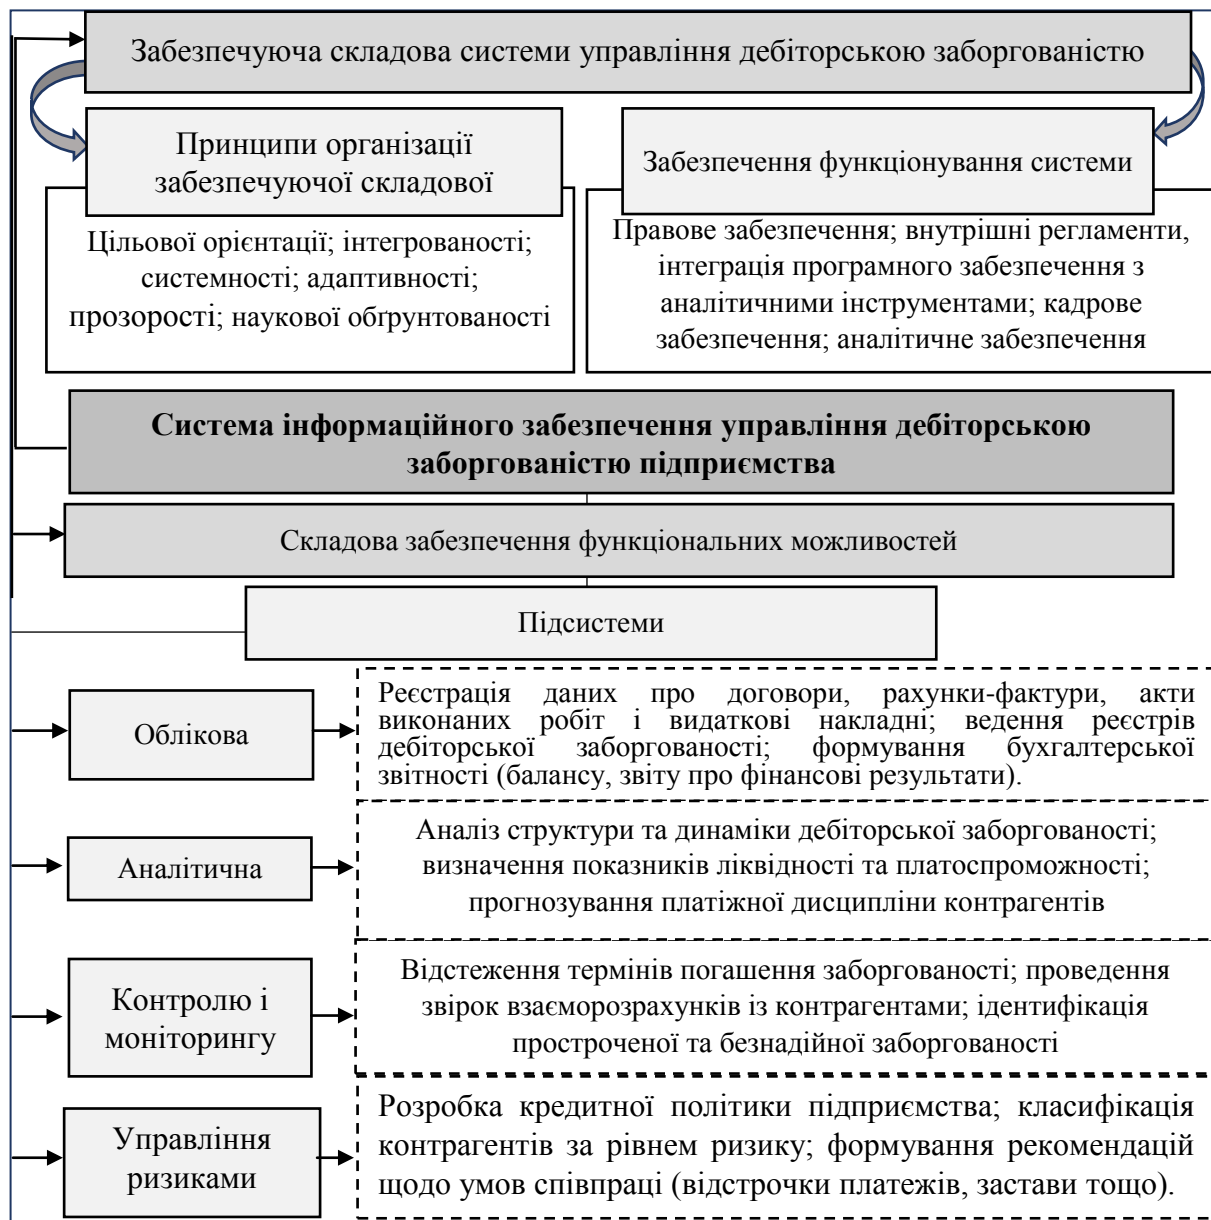 Забезпечуюча складова системи управління дебіторською заборгованістю
Принципи організації
забезпечуючої складової
Цільової орієнтації; інтегрованості;
системності; адаптивності;
прозорості; наукової обґрунтованості
Забезпечення функціонування системи
Правове забезпечення; внутрішні регламенти,
інтеграція програмного забезпечення з
аналітичними інструментами; кадрове
забезпечення; аналітичне забезпечення
Система інформаційного забезпечення управління дебіторською
заборгованістю підприємства
Складова забезпечення функціональних можливостей
Підсистеми
Облікова
Реєстрація даних про договори, рахунки-фактури, акти
виконаних робіт і видаткові накладні; ведення реєстрів
дебіторської заборгованості; формування бухгалтерської
звітності (балансу, звіту про фінансові результати).
Аналітична
Аналіз структури та динаміки дебіторської заборгованості;
визначення показників ліквідності та платоспроможності;
прогнозування платіжної дисципліни контрагентів
Контролю і
моніторингу
Відстеження термінів погашення заборгованості; проведення
звірок взаєморозрахунків із контрагентами; ідентифікація
простроченої та безнадійної заборгованості
Управління
ризиками
Розробка кредитної політики підприємства; класифікація
контрагентів за рівнем ризику; формування рекомендацій
щодо умов співпраці (відстрочки платежів, застави тощо).